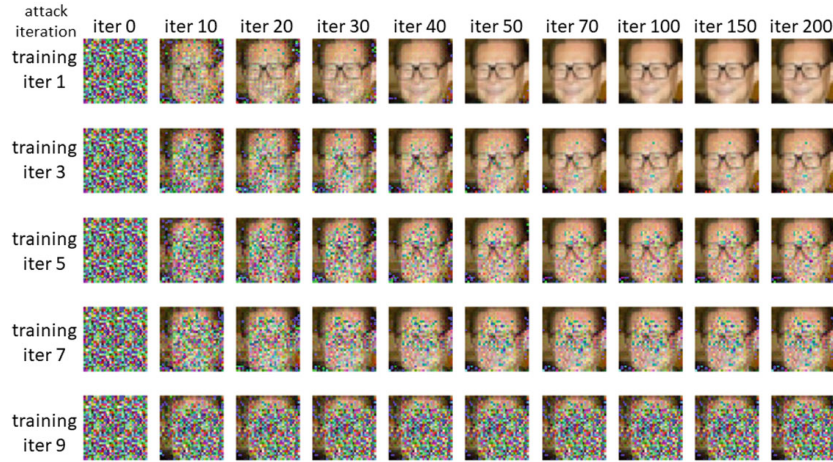 attack
iteration iter 0 iter 10 iter 20 iter 30 iter 40 iter 50 iter 70 iter 100 iter 150 iter 200
training
iter 1
training
iter 3
training
iter 5
training
iter 7
training
iter 9